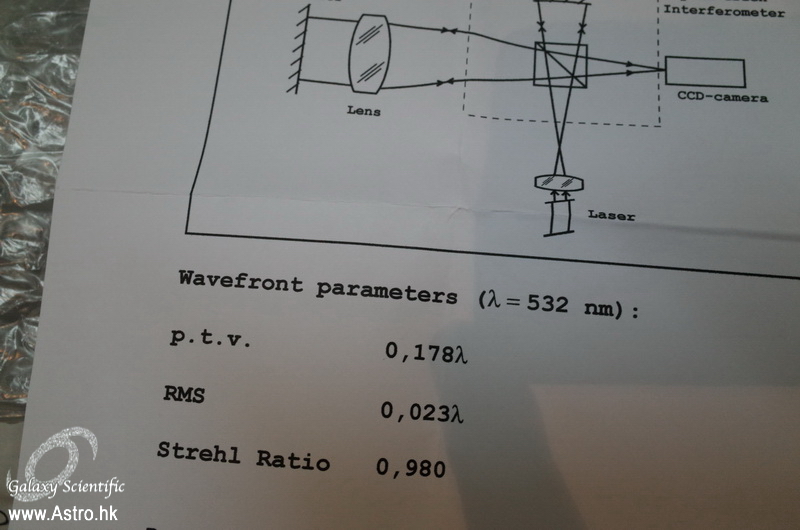 Interferometer
CCD-camera
Lens
Laser
Wavefront parameters (λ=532 nm):
p.t.v. 0,178λ
RMS 0,023λ
Strehl Ratio 0,980
Galaxy Scientific
www.Astro.hk